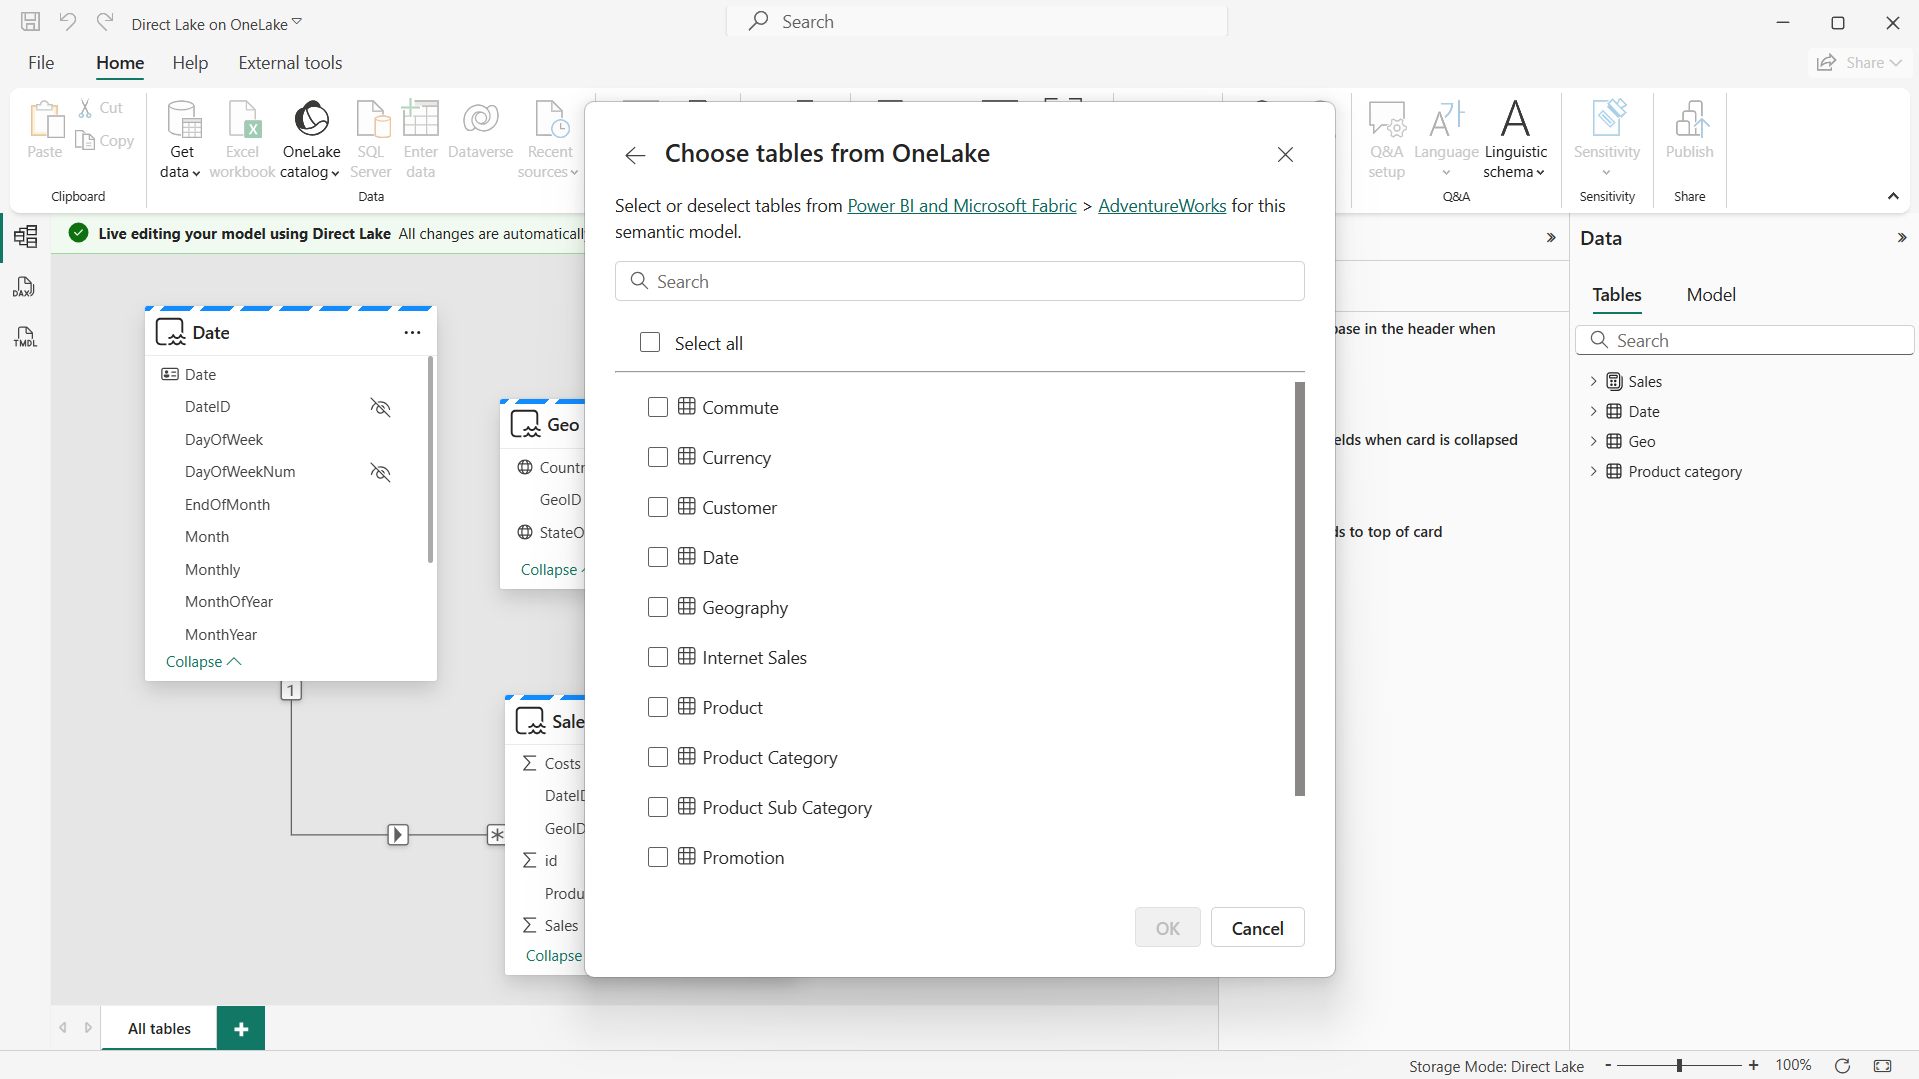 Direct Lake on OneLake
Search
File
Home
Help
External tools
Share
Paste
Cut
Copy
Clipboard
Get data
Excel workbook
OneLake catalog
SQL Server
Enter data
Dataverse
Recent sources
Data
Q&A setup
Language
Linguistic schema
Q&A
Sensitivity
Sensitivity
Publish
Share
DAX
TMDL
Live editing your model using Direct Lake All changes are automaticall
Date
Date
DateID
DayOfWeek
DayOfWeekNum
EndOfMonth
Month
Monthly
MonthOfYear
MonthYear
Collapse
1
Geo
Countr
GeoID
StateO
Collapse
Sale
Costs
DateID
GeoID
id
Produ
Sales
Collapse
*
Choose tables from OneLake
Select or deselect tables from Power BI and Microsoft Fabric > AdventureWorks for this
semantic model.
Search
Select all
Commute
Currency
Customer
Date
Geography
Internet Sales
Product
Product Category
Product Sub Category
Promotion
OK
Cancel
base in the header when
elds when card is collapsed
ds to top of card
Data
Tables
Model
Search
Sales
Date
Geo
Product category
All tables
+
Storage Mode: Direct Lake
- + 100%